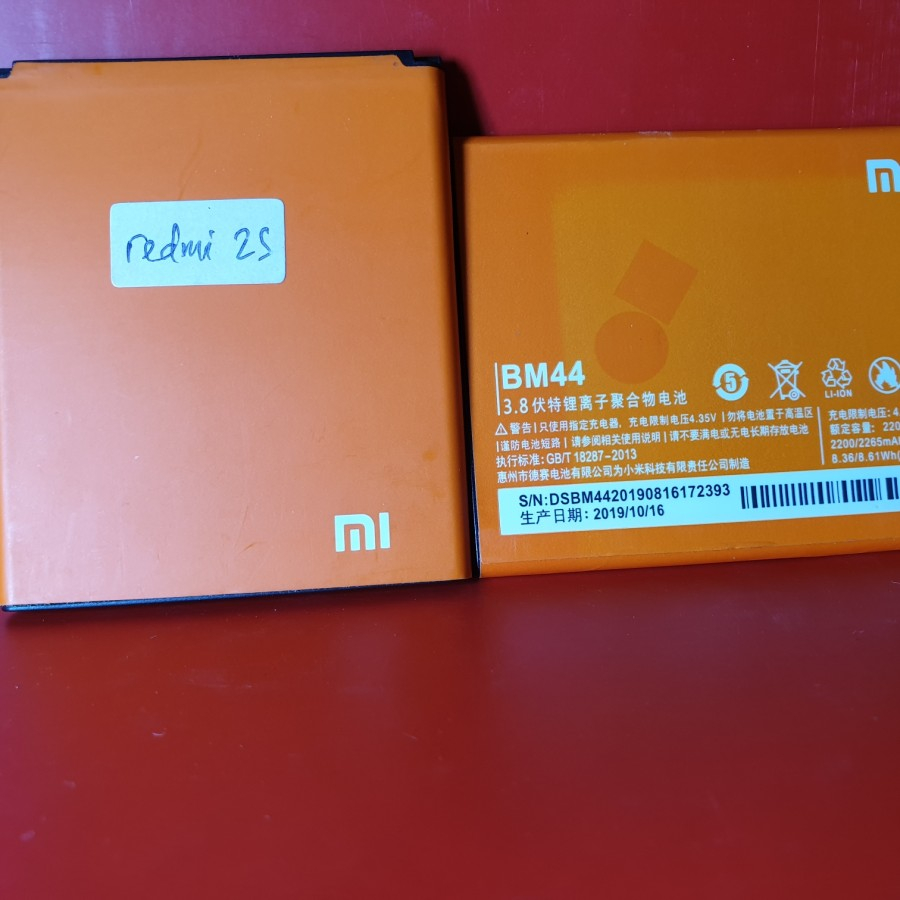 redmi 2S
mi
BM44
3.8伏特锂离子聚合物电池
5
LI-ION
警告|只使用指定充电器，充电限制电压4.35V|勿将电池置于高温区
|谨防电池短路|请参阅相关使用说明|请不要满电或无电长期存放电池
执行标准: GB/T 18287-2013
惠州市德赛电池有限公司为小米科技有限公司制造
充电限制电压: 4.
额定容量: 220
2200/2265mA
8.36/8.61Wh(
S/N:DSBM4420190816172393
生产日期: 2019/10/16